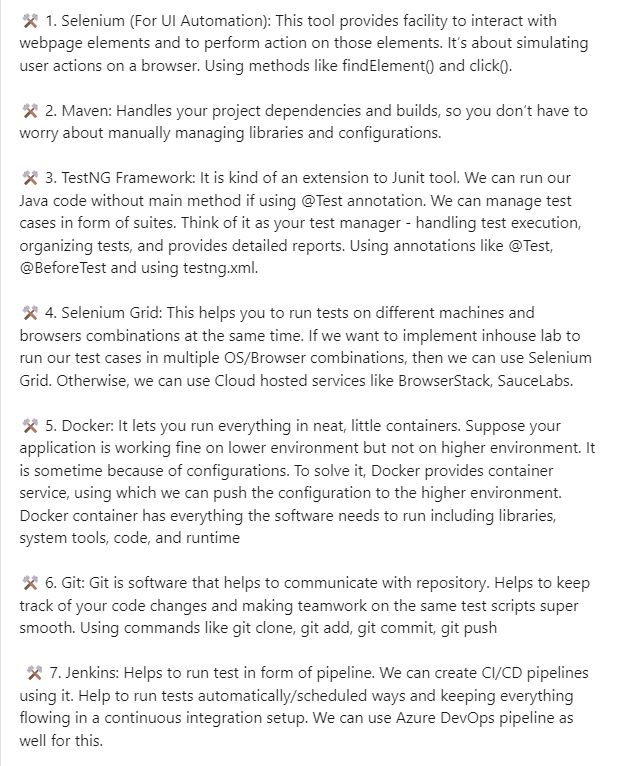 ⚒️ 1. Selenium (For UI Automation): This tool provides facility to interact with
webpage elements and to perform action on those elements. It's about simulating
user actions on a browser. Using methods like findElement() and click().
⚒️ 2. Maven: Handles your project dependencies and builds, so you don't have to
worry about manually managing libraries and configurations.
⚒️ 3. TestNG Framework: It is kind of an extension to Junit tool. We can run our
Java code without main method if using @Test annotation. We can manage test
cases in form of suites. Think of it as your test manager - handling test execution,
organizing tests, and provides detailed reports. Using annotations like @Test,
@BeforeTest and using testng.xml.
⚒️ 4. Selenium Grid: This helps you to run tests on different machines and
browsers combinations at the same time. If we want to implement inhouse lab to
run our test cases in multiple OS/Browser combinations, then we can use Selenium
Grid. Otherwise, we can use Cloud hosted services like BrowserStack, SauceLabs.
⚒️ 5. Docker: It lets you run everything in neat, little containers. Suppose your
application is working fine on lower environment but not on higher environment. It
is sometime because of configurations. To solve it, Docker provides container
service, using which we can push the configuration to the higher environment.
Docker container has everything the software needs to run including libraries,
system tools, code, and runtime
⚒️ 6. Git: Git is software that helps to communicate with repository. Helps to keep
track of your code changes and making teamwork on the same test scripts super
smooth. Using commands like git clone, git add, git commit, git push
⚒️ 7. Jenkins: Helps to run test in form of pipeline. We can create CI/CD pipelines
using it. Help to run tests automatically/scheduled ways and keeping everything
flowing in a continuous integration setup. We can use Azure DevOps pipeline as
well for this.